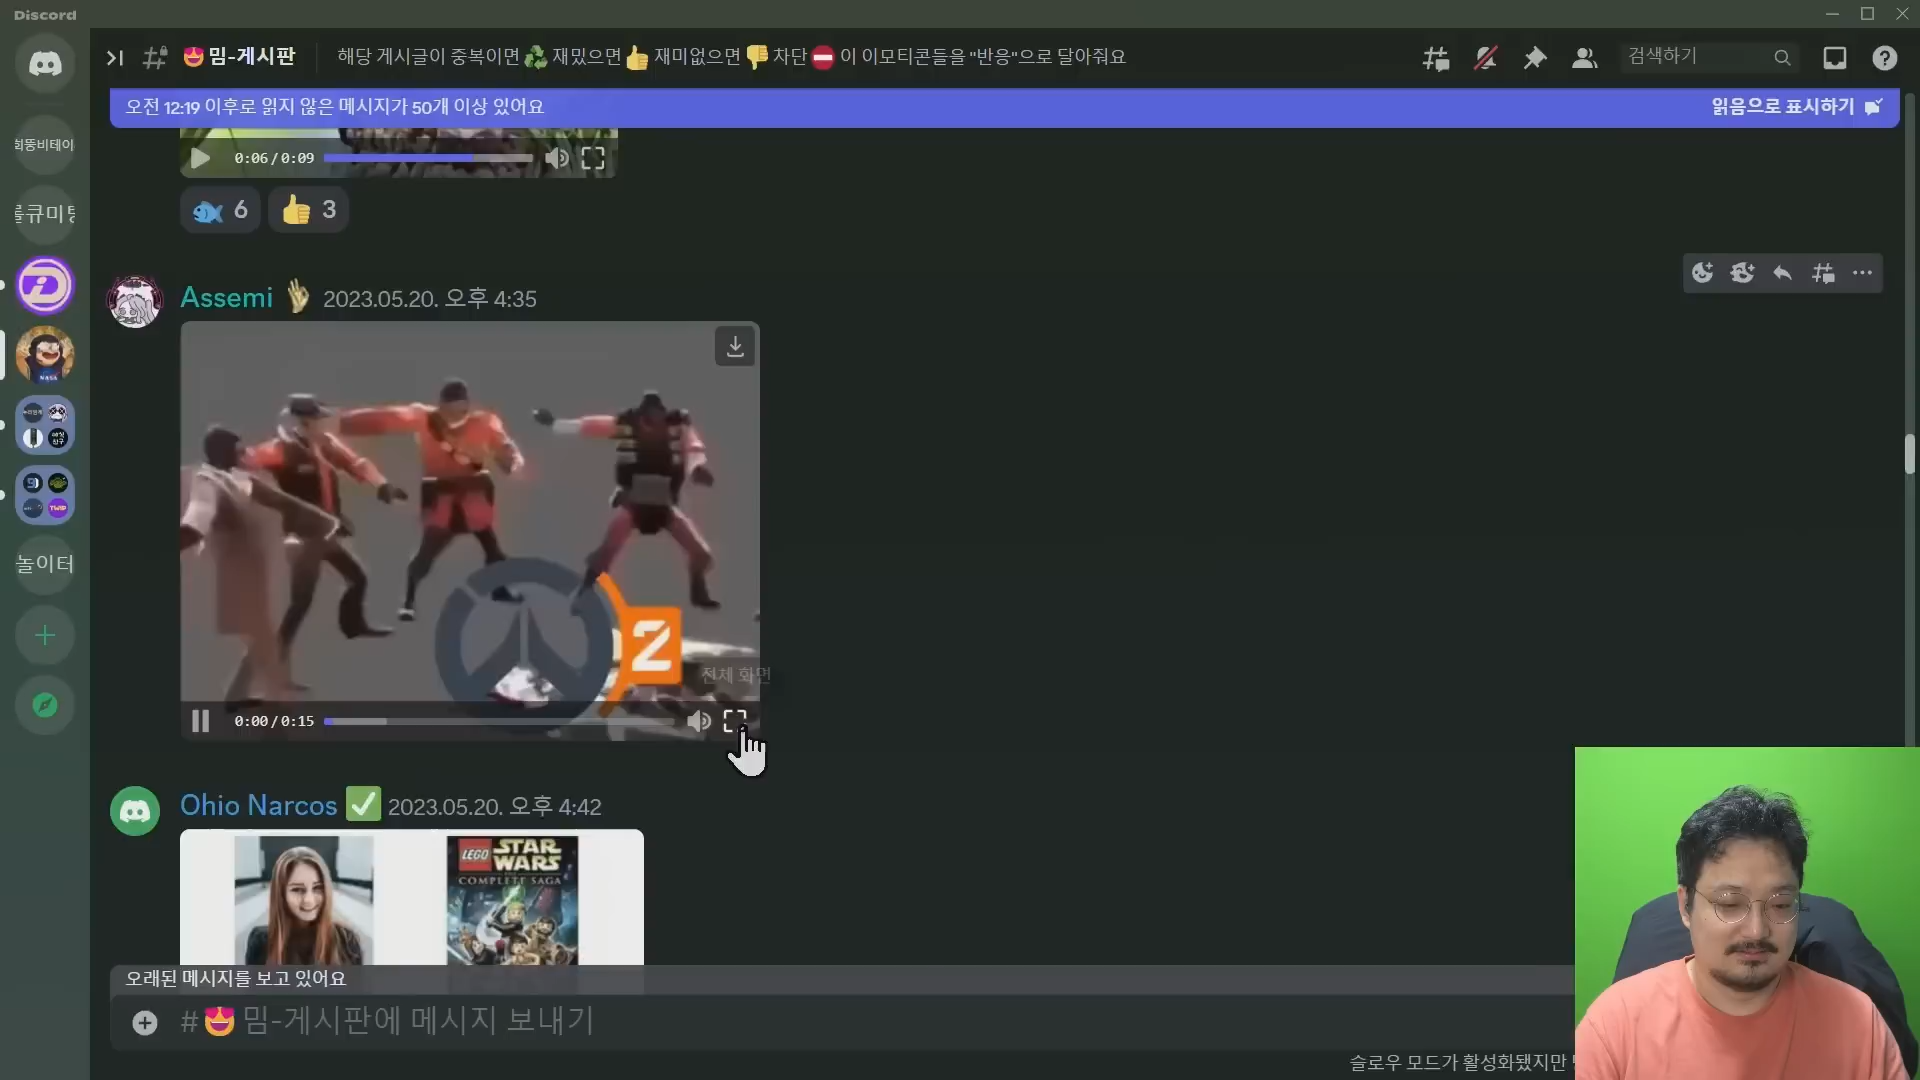 Discord
밈-게시판
해당 게시글이 중복이면 재밌으면 재미없으면 차단 이 이모티콘들을 "반응"으로 달아줘요
검색하기
오전 12:19 이후로 읽지 않은 메시지가 50개 이상 있어요
읽음으로 표시하기
0:06/0:09
6
3
Assemi 2023.05.20. 오후 4:35
2
전체 화면
0:00/0:15
Ohio Narcos 2023.05.20. 오후 4:42
LEGO STAR WARS
COMPLETE SAGA
오래된 메시지를 보고 있어요
# 밈-게시판에 메시지 보내기
슬로우 모드가 활성화됐지만
NASA
TWIP
놀이터